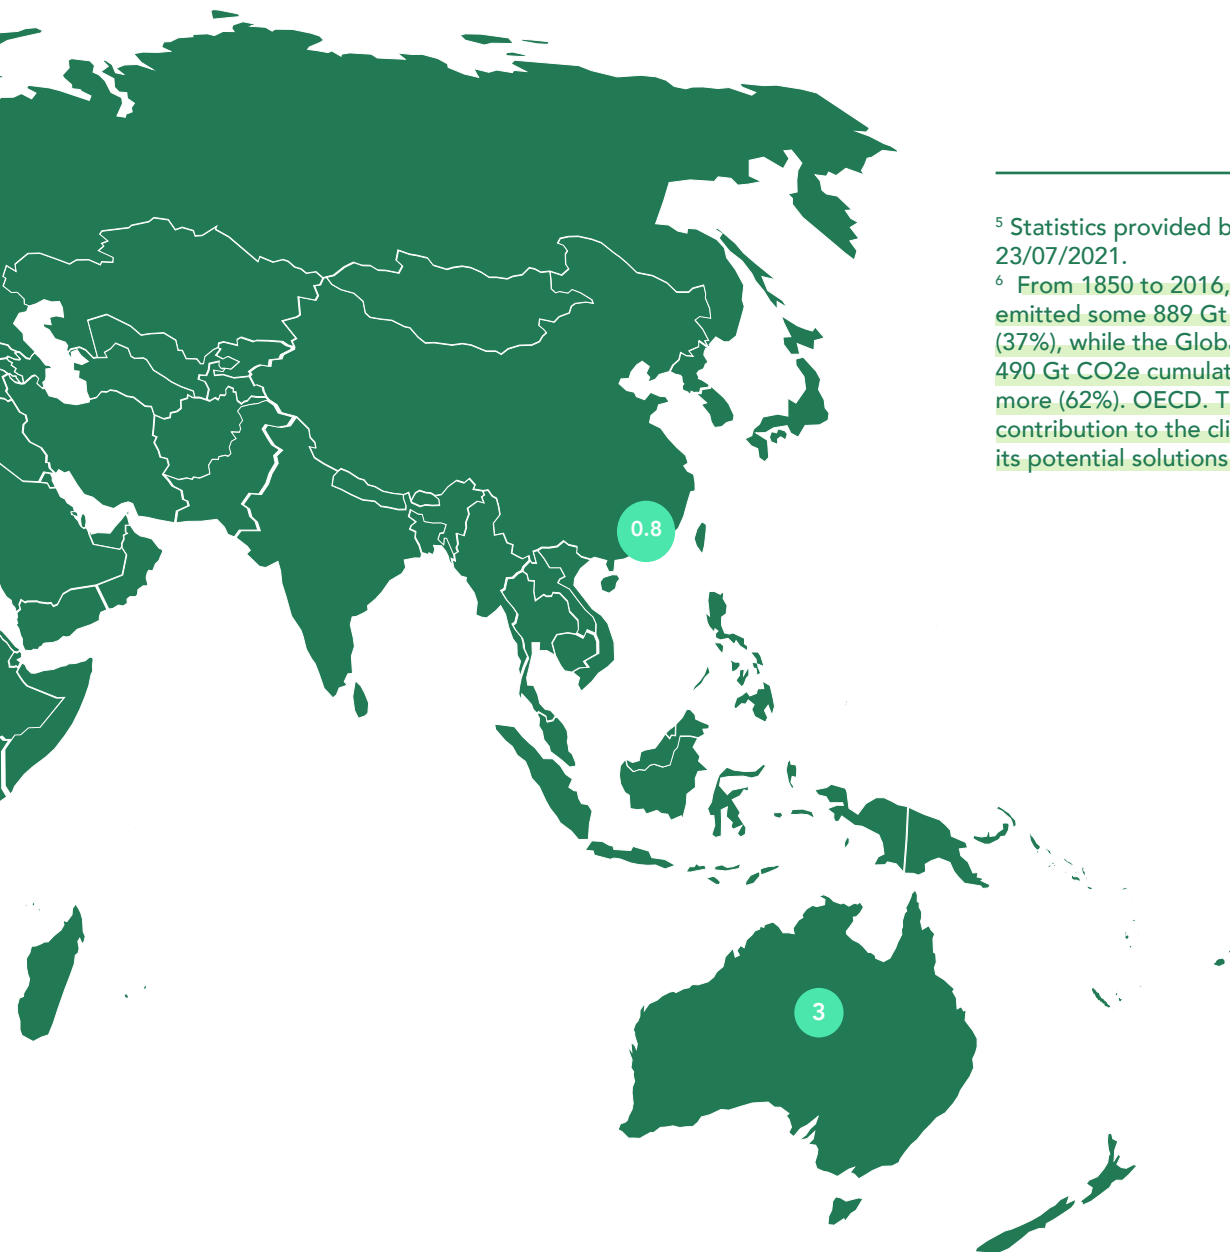 0.8
3
⁵ Statistics provided b
23/07/2021.
⁶ From 1850 to 2016,
emitted some 889 Gt
(37%), while the Globa
490 Gt CO2e cumulat
more (62%). OECD. T
contribution to the cli
its potential solutions